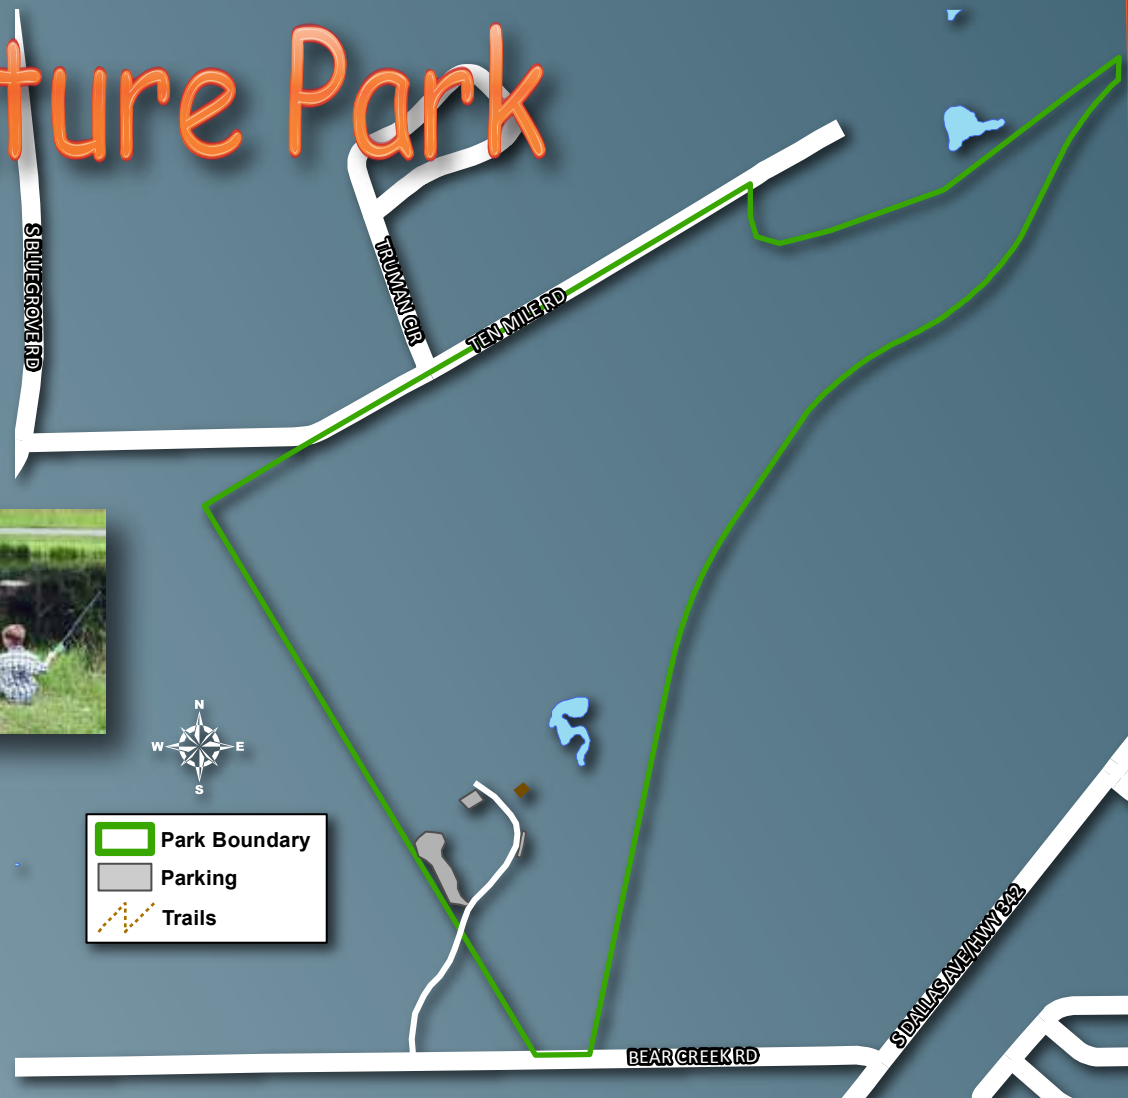 ture Park
S BLUEGROVE RD
TRUMAN CIR
TEN MILE RD
N
W E
S
Park Boundary
Parking
Trails
S DALLAS AVE/HWY 342
BEAR CREEK RD